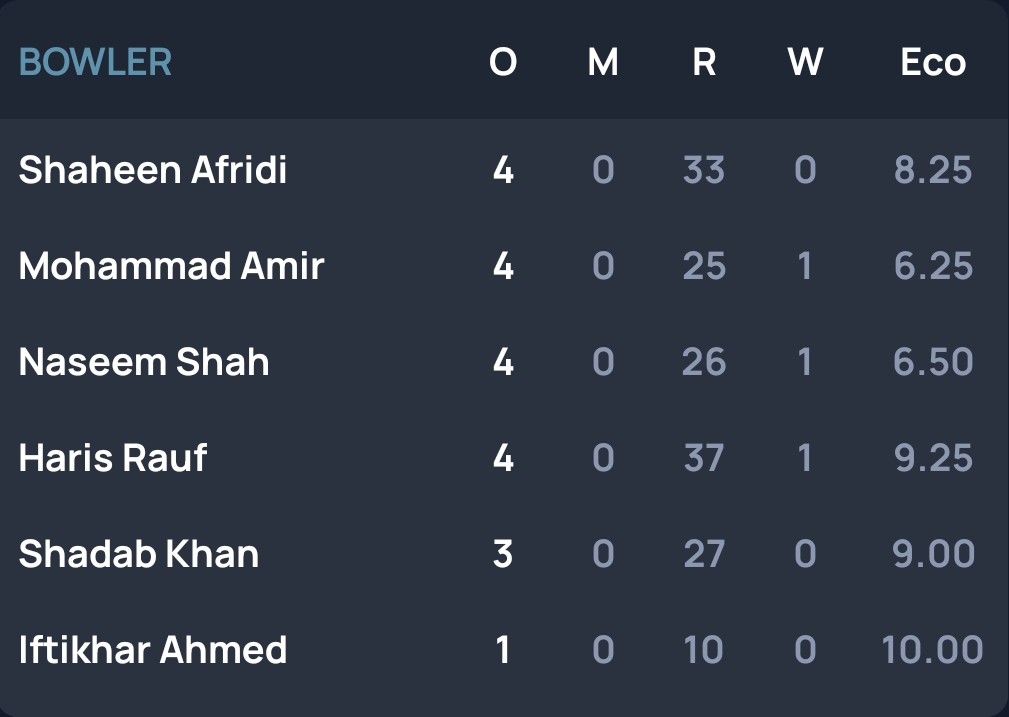 BOWLER O M R W Eco
Shaheen Afridi 4 0 33 0 8.25
Mohammad Amir 4 0 25 1 6.25
Naseem Shah 4 0 26 1 6.50
Haris Rauf 4 0 37 1 9.25
Shadab Khan 3 0 27 0 9.00
Iftikhar Ahmed 1 0 10 0 10.00